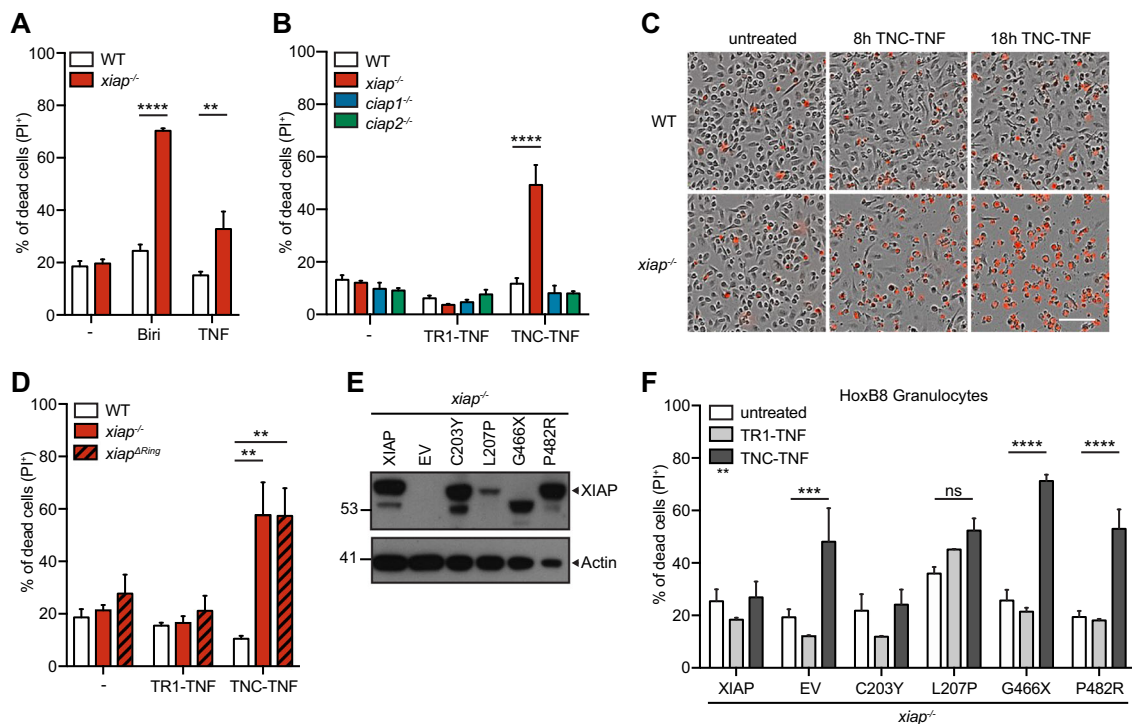 A
% of dead cells (PI⁺)
100
80
60
40
20
0
WT
xiap⁻/⁻
****
**
-
Biri
TNF
B
% of dead cells (PI⁺)
100
80
60
40
20
0
WT
xiap⁻/⁻
ciap1⁻/⁻
ciap2⁻/⁻
****
-
TR1-TNF
TNC-TNF
C
untreated
8h TNC-TNF
18h TNC-TNF
WT
xiap⁻/⁻
D
% of dead cells (PI⁺)
100
80
60
40
20
0
WT
xiap⁻/⁻
xiapΔRing
**
**
-
TR1-TNF
TNC-TNF
E
xiap⁻/⁻
XIAP
EV
C203Y
L207P
G466X
P482R
53
XIAP
41
Actin
F
HoxB8 Granulocytes
% of dead cells (PI⁺)
100
80
60
40
20
0
untreated
TR1-TNF
TNC-TNF
**
***
ns
****
****
XIAP
EV
C203Y
L207P
G466X
P482R
xiap⁻/⁻